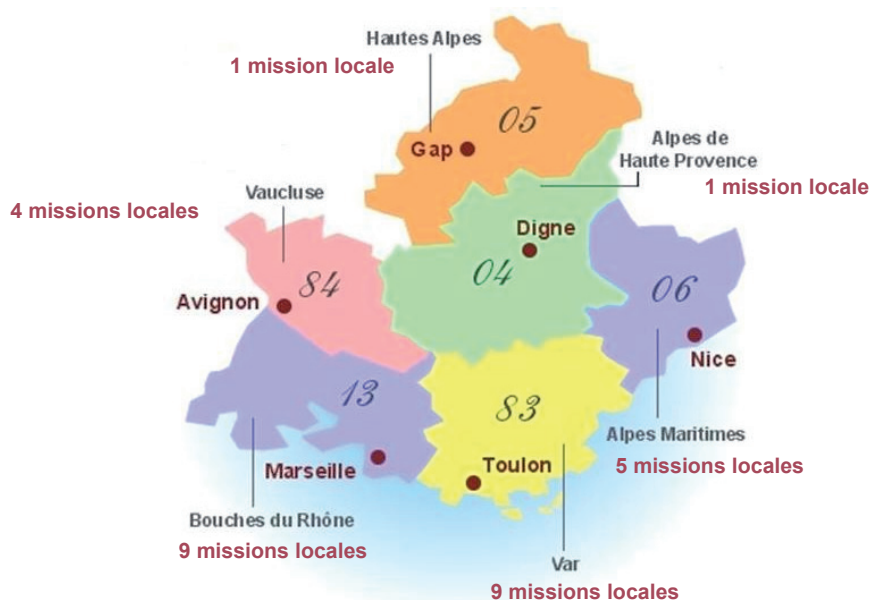 Hautes Alpes
1 mission locale
05
Gap
Alpes de
Haute Provence
1 mission locale
Vaucluse
4 missions locales
Digne
84
04
06
Avignon
Nice
13
83
Alpes Maritimes
5 missions locales
Marseille
Toulon
Bouches du Rhône
9 missions locales
Var
9 missions locales